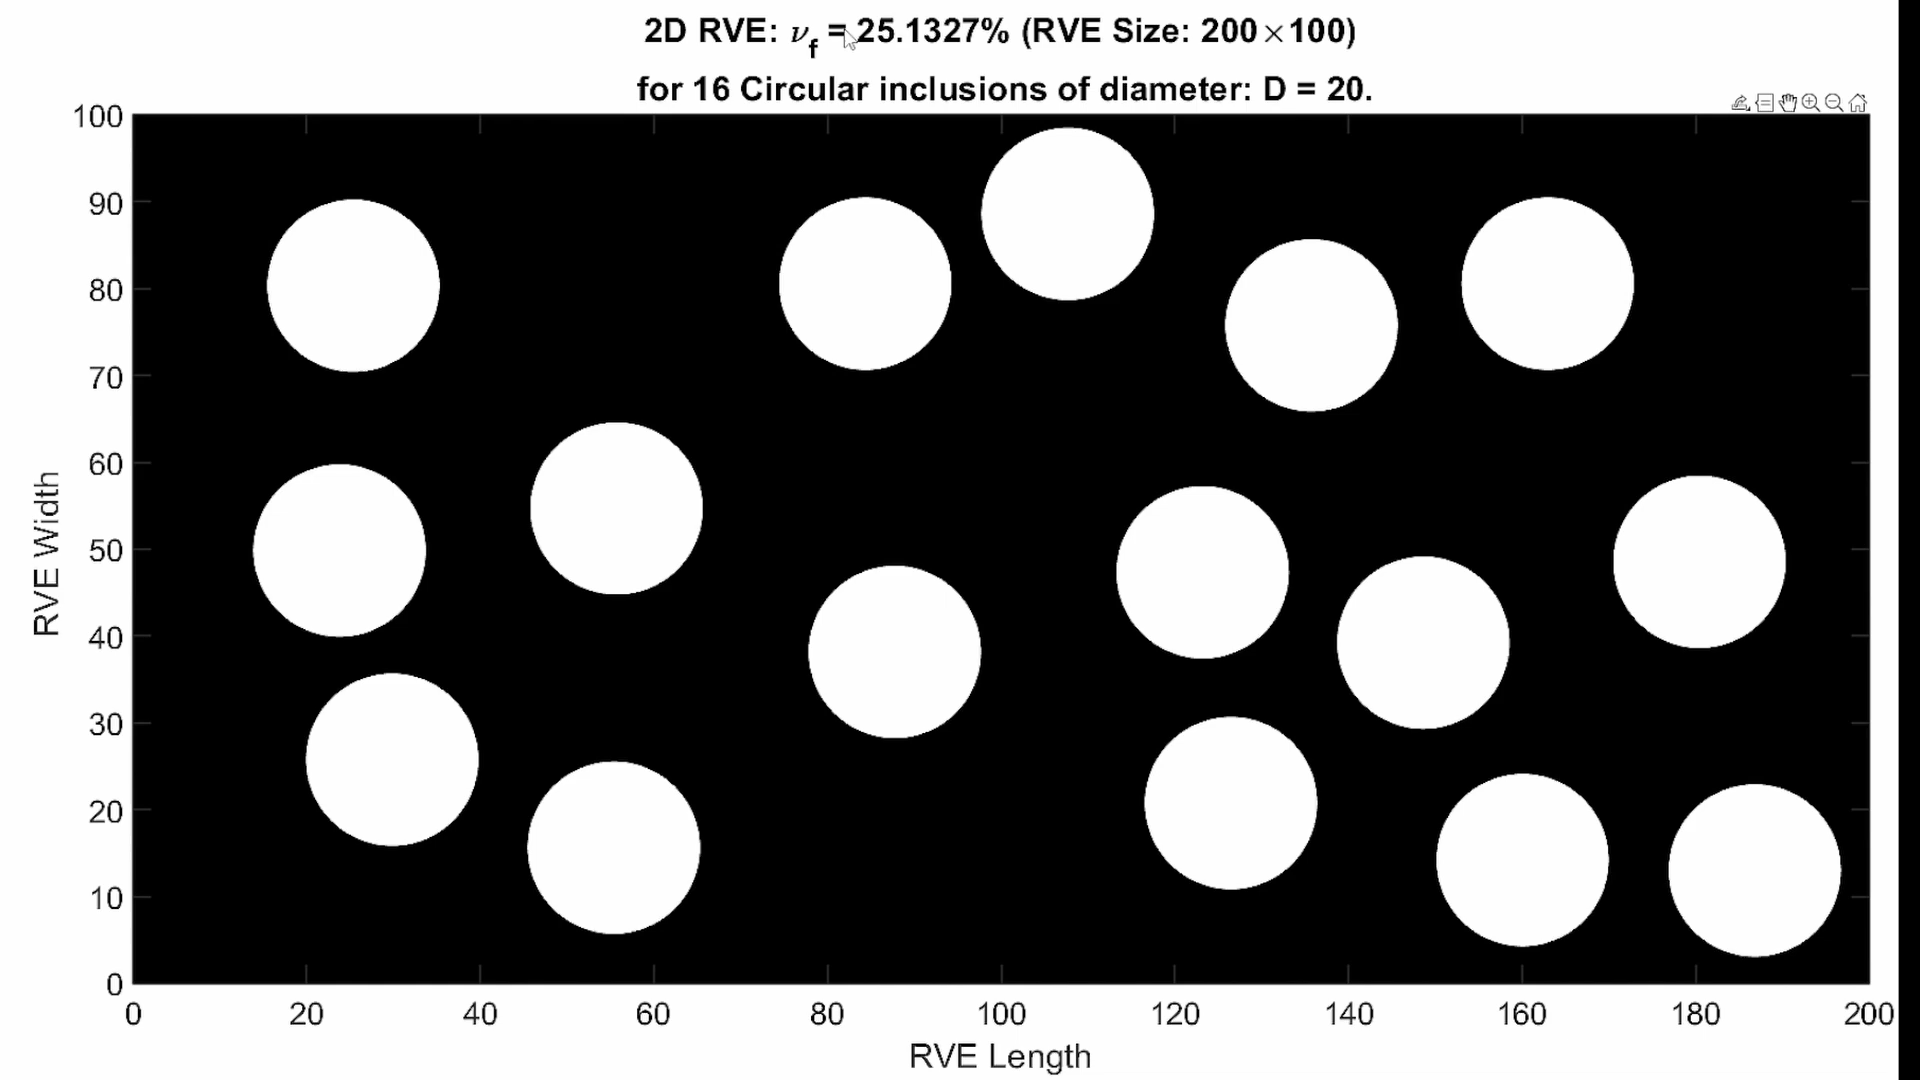 2D RVE: ν_f = 25.1327% (RVE Size: 200×100)
for 16 Circular inclusions of diameter: D = 20.
100
90
80
70
60
50
40
30
20
10
0
RVE Width
0 20 40 60 80 100 120 140 160 180 200
RVE Length